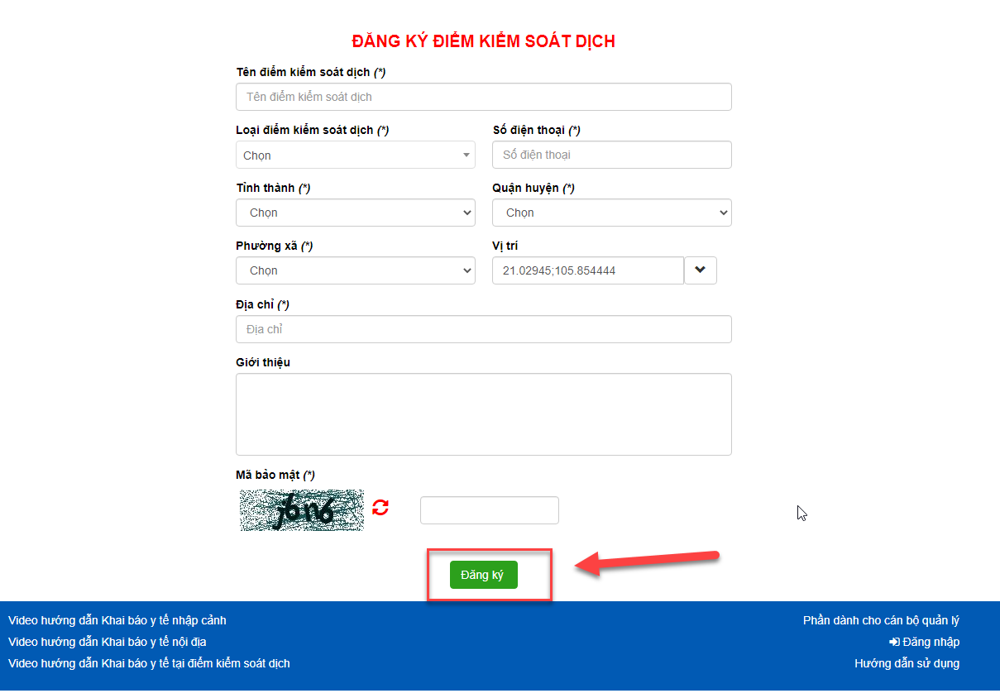 ĐĂNG KÝ ĐIỂM KIỂM SOÁT DỊCH
Tên điểm kiểm soát dịch (*)
Tên điểm kiểm soát dịch
Loại điểm kiểm soát dịch (*)
Số điện thoại (*)
Chọn
Số điện thoại
Tỉnh thành (*)
Quận huyện (*)
Chọn
Chọn
Phường xã (*)
Vị trí
Chọn
21.02945;105.854444
Địa chỉ (*)
Địa chỉ
Giới thiệu
Mã bảo mật (*)
j6n6
Đăng ký
Video hướng dẫn Khai báo y tế nhập cảnh
Video hướng dẫn Khai báo y tế nội địa
Video hướng dẫn Khai báo y tế tại điểm kiểm soát dịch
Phần dành cho cán bộ quản lý
Đăng nhập
Hướng dẫn sử dụng